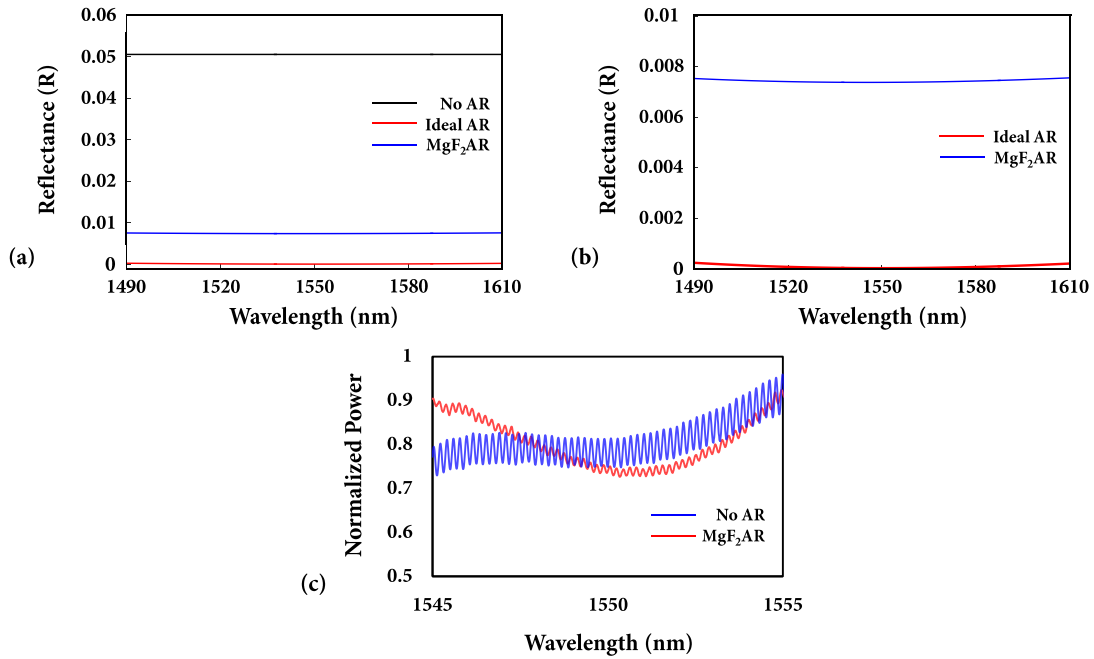 0.06
0.05
0.04
0.03
0.02
0.01
0
Reflectance (R)
No AR
Ideal AR
MgF₂AR
1490 1520 1550 1580 1610
Wavelength (nm)
(a)
0.01
0.008
0.006
0.004
0.002
0
Reflectance (R)
Ideal AR
MgF₂AR
1490 1520 1550 1580 1610
Wavelength (nm)
(b)
1
0.9
0.8
0.7
0.6
0.5
Normalized Power
No AR
MgF₂AR
1545 1550 1555
Wavelength (nm)
(c)